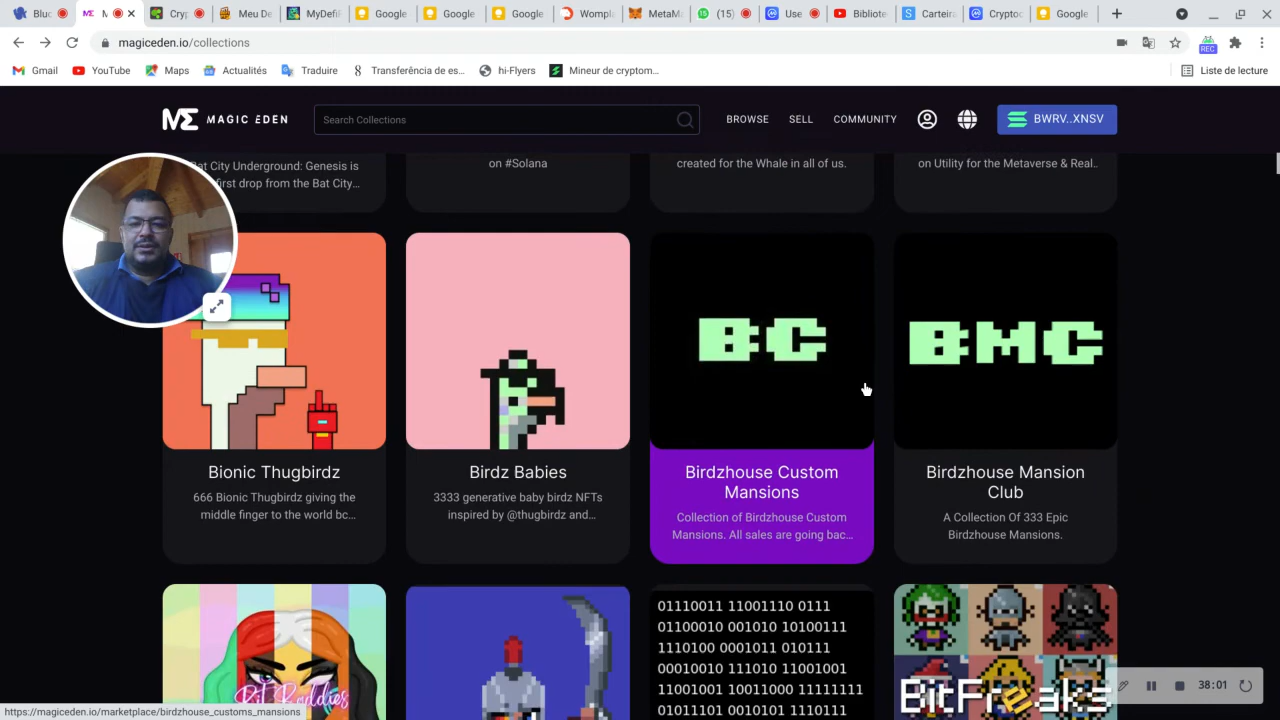 Bluc
M
Cryp
Meu De
MyDefi
Google
Google
Google
Womple
MetaMa
(15)
Use
Bibliote
Carteira
Cryptoc
Google
magiceden.io/collections
REC
Gmail
YouTube
Maps
Actualités
Traduire
Transferência de es...
hi-Flyers
Mineur de cryptom...
Liste de lecture
MAGIC EDEN
Search Collections
BROWSE
SELL
COMMUNITY
BWRV..XNSV
Bat City Underground: Genesis is
first drop from the Bat City...
on #Solana
created for the Whale in all of us.
on Utility for the Metaverse & Real..
BC
BMC
Bionic Thugbirdz
666 Bionic Thugbirdz giving the
middle finger to the world bc...
Birdz Babies
3333 generative baby birdz NFTs
inspired by @thugbirdz and...
Birdzhouse Custom
Mansions
Collection of Birdzhouse Custom
Mansions. All sales are going bac...
Birdzhouse Mansion
Club
A Collection Of 333 Epic
Birdzhouse Mansions.
Bit Baddies
01110011 11001110 0111
01100010 001010 10100111
1110100 0001011 010111
00010010 111010 11001001
11001001 10011000 11111111
01011101 0010101 1110111
BitFreaks
38:01
https://magiceden.io/marketplace/birdzhouse_customs_mansions